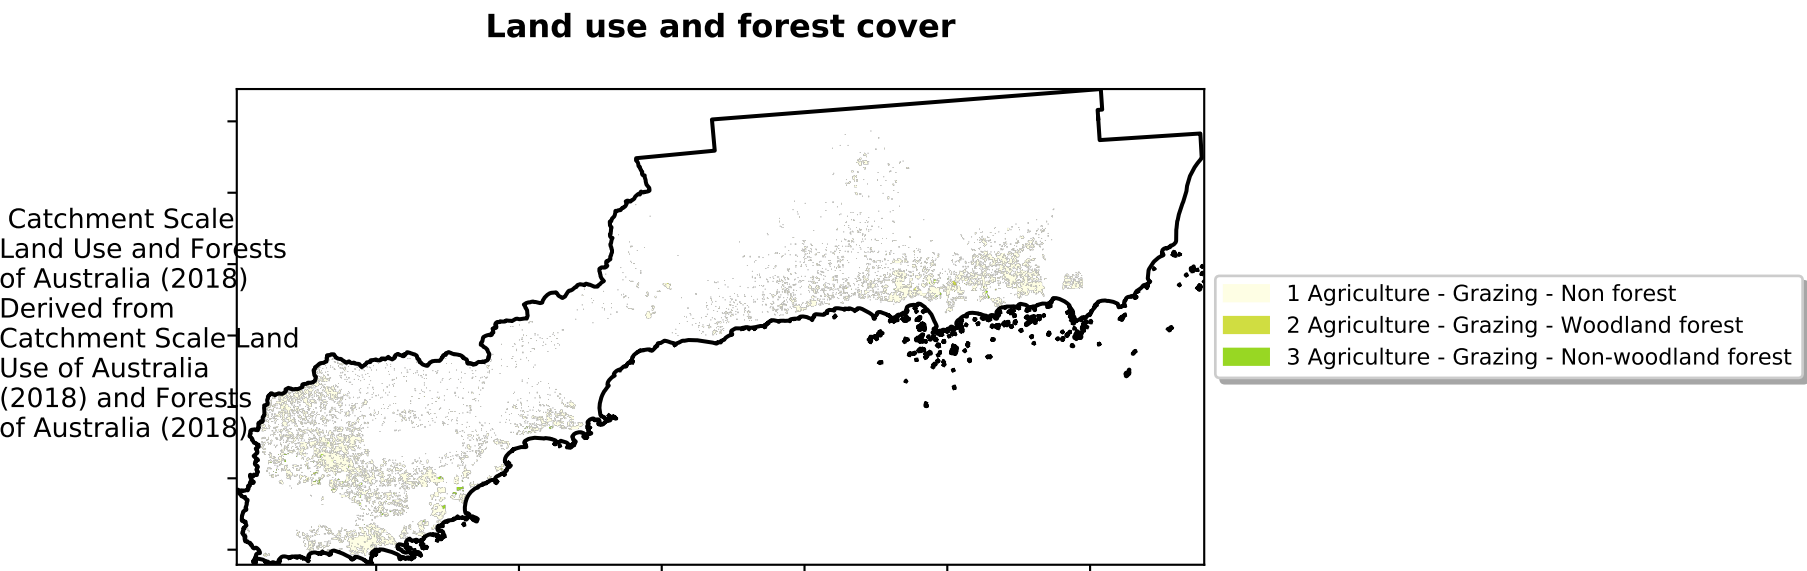 Land use and forest cover
Catchment Scale
Land Use and Forests
of Australia (2018)
Derived from
Catchment Scale Land
Use of Australia
(2018) and Forests
of Australia (2018)
1 Agriculture - Grazing - Non forest
2 Agriculture - Grazing - Woodland forest
3 Agriculture - Grazing - Non-woodland forest